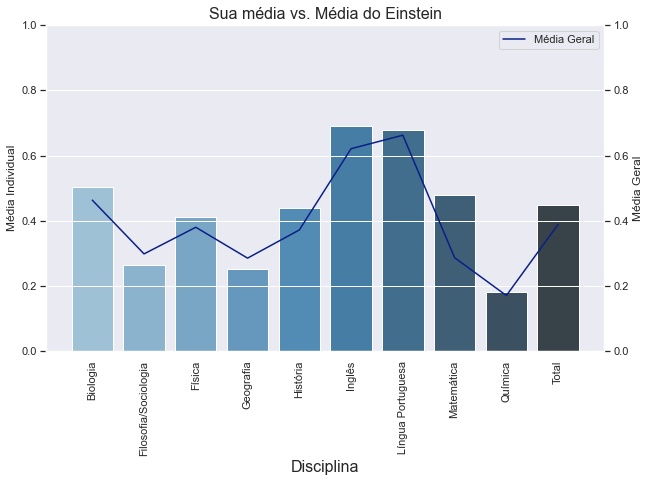 Sua média vs. Média do Einstein
Média Geral
1.0
0.8
0.6
0.4
0.2
0.0
Média Individual
1.0
0.8
0.6
0.4
0.2
0.0
Média Geral
Biologia
Filosofia/Sociologia
Física
Geografia
História
Inglês
Língua Portuguesa
Matemática
Química
Total
Disciplina